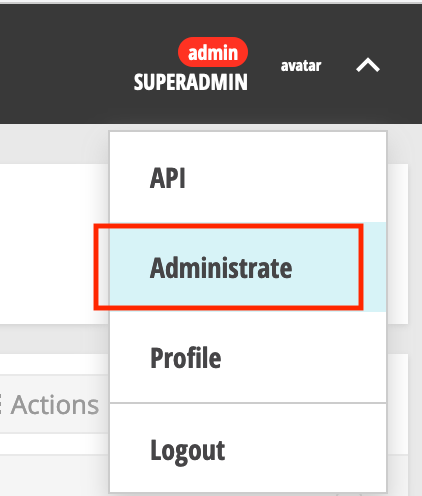 admin
SUPERADMIN
avatar
API
Administrate
Profile
Actions
Logout